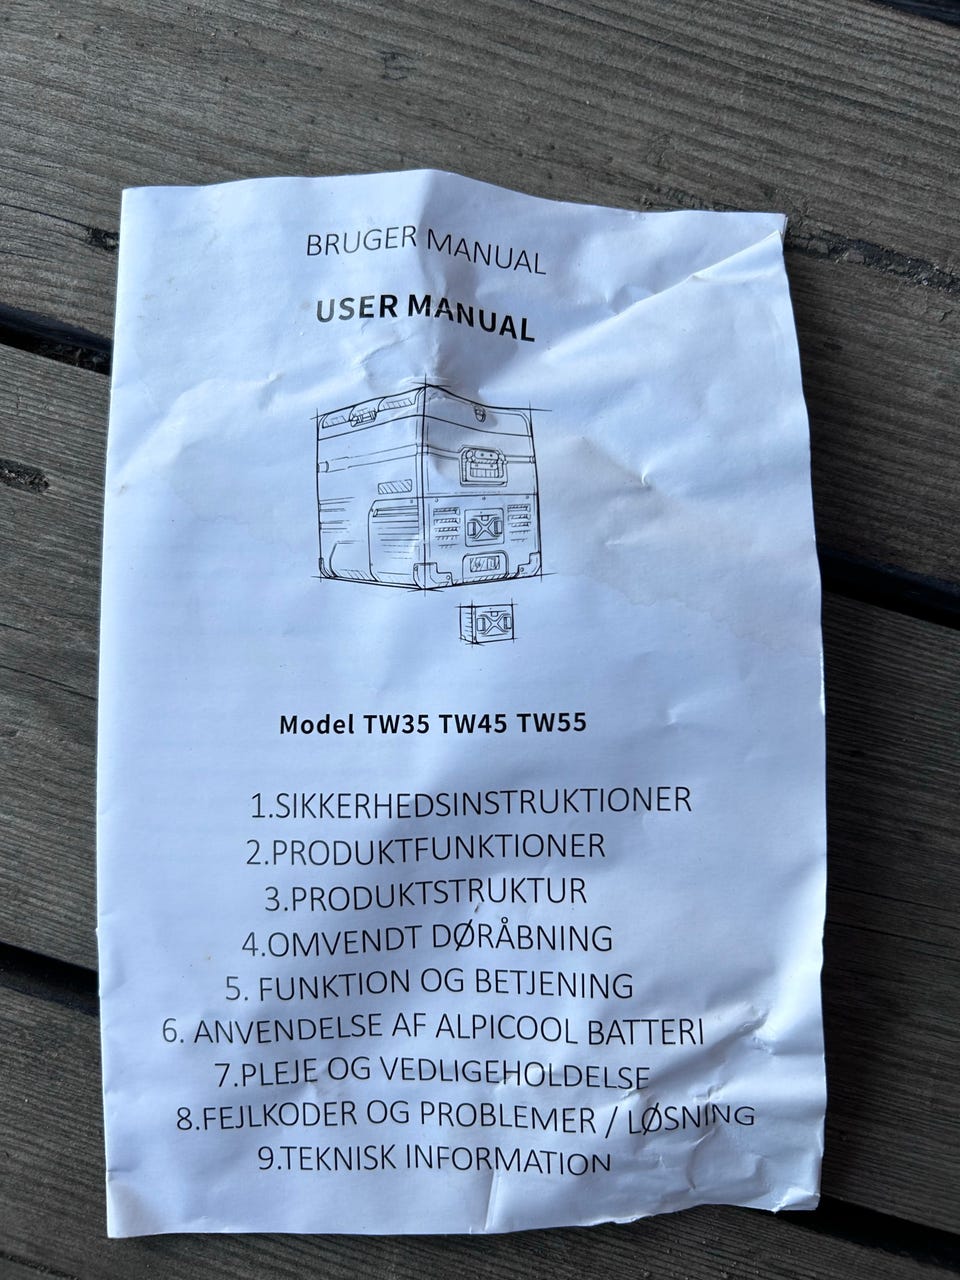 BRUGER MANUAL
USER MANUAL
Model TW35 TW45 TW55
1.SIKKERHEDSINSTRUKTIONER
2.PRODUKTFUNKTIONER
3.PRODUKTSTRUKTUR
4.OMVENDT DØRÅBNING
5. FUNKTION OG BETJENING
6. ANVENDELSE AF ALPICOOL BATTERI
7.PLEJE OG VEDLIGEHOLDELSE
8.FEJLKODER OG PROBLEMER / LØSNING
9.TEKNISK INFORMATION